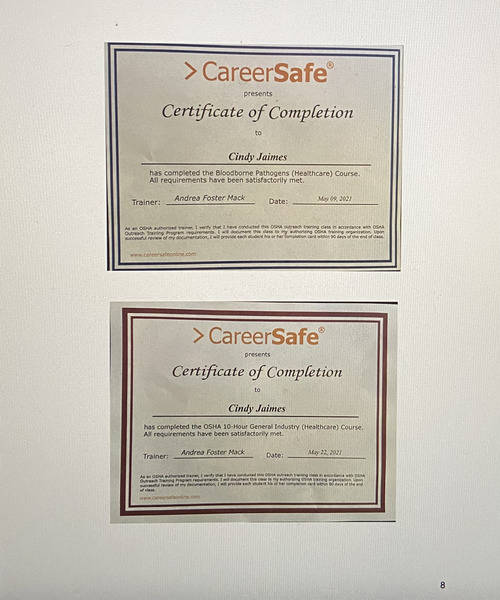 > CareerSafe®
presents
Certificate of Completion
to
Cindy Jaimes
has completed the Bloodborne Pathogens (Healthcare) Course.
All requirements have been satisfactorily met.
Trainer: Andrea Foster Mack Date: May 09, 2021
As an OSHA authorized trainer, I verify that I have conducted this OSHA outreach training class in accordance with OSHA
Outreach Training Program requirements. I will document this class to my authorizing OSHA training organization. Upon
successful review of my documentation, I will provide each student his or her completion card within 90 days of the end of class.
www.careersafeonline.com
> CareerSafe®
presents
Certificate of Completion
to
Cindy Jaimes
has completed the OSHA 10-Hour General Industry (Healthcare) Course.
All requirements have been satisfactorily met.
Trainer: Andrea Foster Mack Date: May 22, 2021
As an OSHA authorized trainer, I verify that I have conducted this OSHA outreach training class in accordance with OSHA
Outreach Training Program requirements. I will document this class to my authorizing OSHA training organization. Upon
successful review of my documentation, I will provide each student his or her completion card within 90 days of the end
of class.
www.careersafeonline.com
8